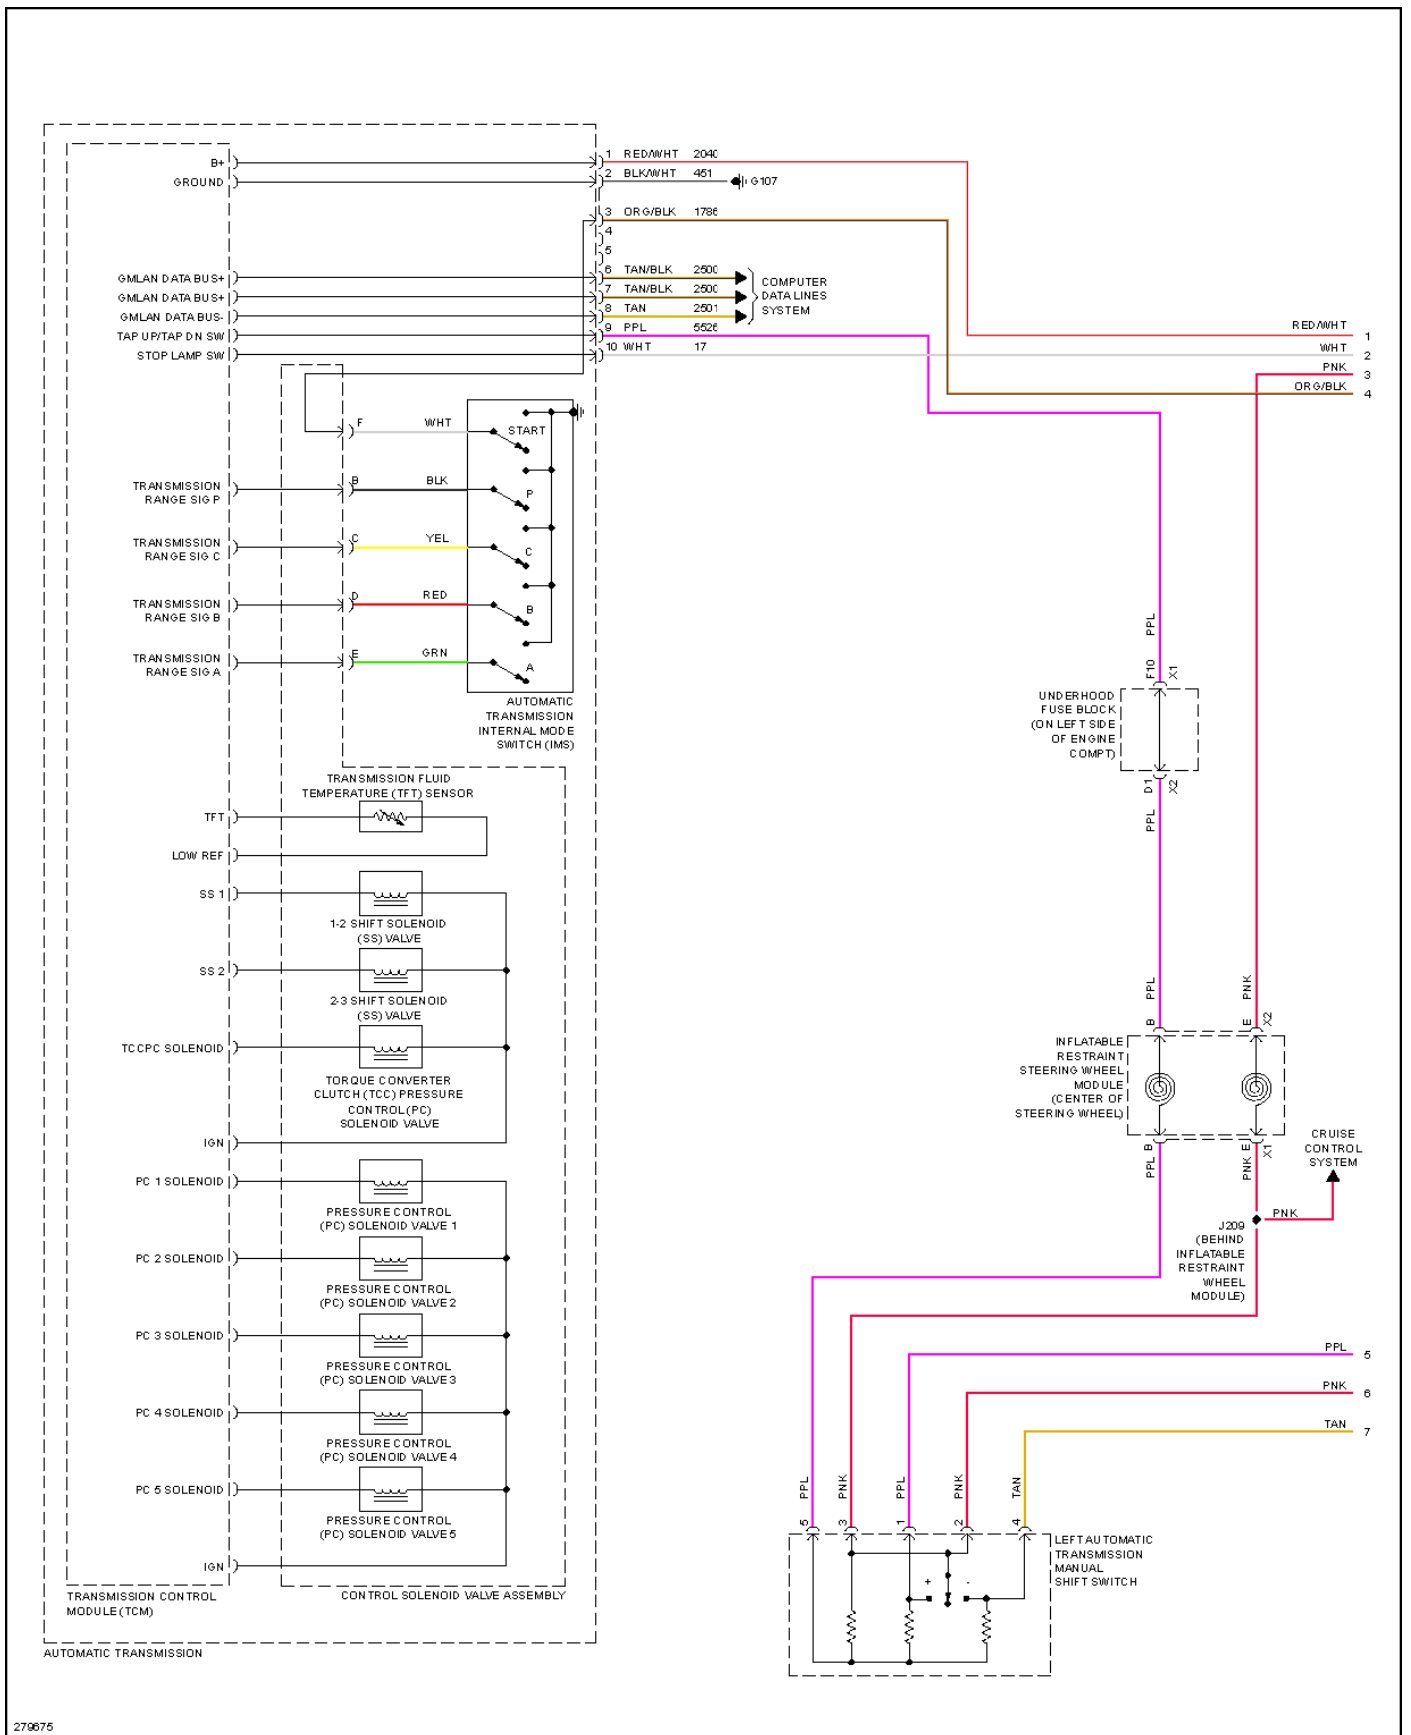 B+
GROUND
1 RED/WHT 2040
2 BLK/WHT 451
G107
3 ORG/BLK 1786
4
5
GMLAN DATA BUS+
6 TAN/BLK 2500
GMLAN DATA BUS+
7 TAN/BLK 2500
GMLAN DATA BUS-
8 TAN 2501
COMPUTER
DATA LINES
SYSTEM
TAP UP/TAP DN SW
9 PPL 5526
STOP LAMP SW
10 WHT 17
RED/WHT 1
WHT 2
PNK 3
ORG/BLK 4
F WHT
START
TRANSMISSION
RANGE SIG P
B BLK
P
TRANSMISSION
RANGE SIG C
C YEL
C
TRANSMISSION
RANGE SIG B
D RED
B
TRANSMISSION
RANGE SIG A
E GRN
A
AUTOMATIC
TRANSMISSION
INTERNAL MODE
SWITCH (IMS)
PPL
F10
X1
UNDERHOOD
FUSE BLOCK
(ON LEFT SIDE
OF ENGINE
COMPT)
D1
X2
PPL
TRANSMISSION FLUID
TEMPERATURE (TFT) SENSOR
TFT
LOW REF
SS 1
1-2 SHIFT SOLENOID
(SS) VALVE
SS 2
2-3 SHIFT SOLENOID
(SS) VALVE
TCCPC SOLENOID
TORQUE CONVERTER
CLUTCH (TCC) PRESSURE
CONTROL (PC)
SOLENOID VALVE
IGN
PPL
PNK
B
E
X2
INFLATABLE
RESTRAINT
STEERING WHEEL
MODULE
(CENTER OF
STEERING WHEEL)
B
E
X1
PPL
PNK
CRUISE
CONTROL
SYSTEM
PNK
J209
(BEHIND
INFLATABLE
RESTRAINT
WHEEL
MODULE)
PC 1 SOLENOID
PRESSURE CONTROL
(PC) SOLENOID VALVE 1
PC 2 SOLENOID
PRESSURE CONTROL
(PC) SOLENOID VALVE 2
PC 3 SOLENOID
PRESSURE CONTROL
(PC) SOLENOID VALVE 3
PC 4 SOLENOID
PRESSURE CONTROL
(PC) SOLENOID VALVE 4
PC 5 SOLENOID
PRESSURE CONTROL
(PC) SOLENOID VALVE 5
IGN
PPL 5
PNK 6
TAN 7
PPL
PNK
PPL
PNK
TAN
5
3
1
2
4
LEFT AUTOMATIC
TRANSMISSION
MANUAL
SHIFT SWITCH
+
-
TRANSMISSION CONTROL
MODULE (TCM)
CONTROL SOLENOID VALVE ASSEMBLY
AUTOMATIC TRANSMISSION
279675